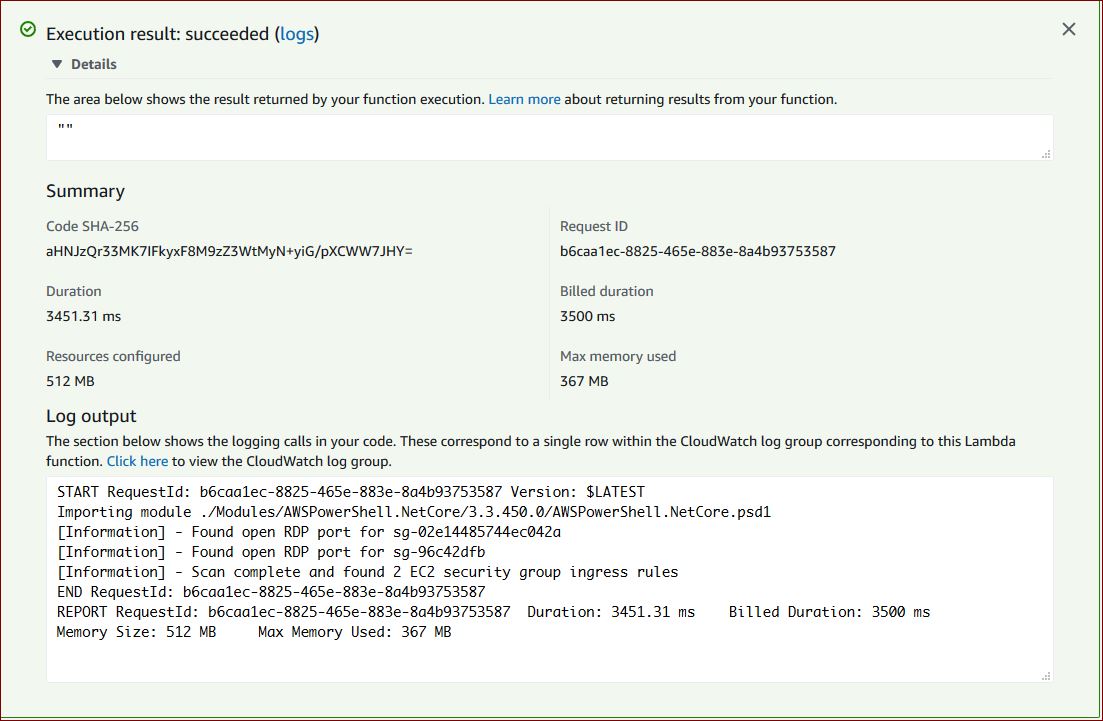 Execution result: succeeded (logs)
Details
The area below shows the result returned by your function execution. Learn more about returning results from your function.
""
Summary
Code SHA-256
Request ID
aHNJzQr33MK7lFkyxF8M9zZ3WtMyN+yiG/pXCWW7JHY=
b6caa1ec-8825-465e-883e-8a4b93753587
Duration
Billed duration
3451.31 ms
3500 ms
Resources configured
Max memory used
512 MB
367 MB
Log output
The section below shows the logging calls in your code. These correspond to a single row within the CloudWatch log group corresponding to this Lambda
function. Click here to view the CloudWatch log group.
START RequestId: b6caa1ec-8825-465e-883e-8a4b93753587 Version: $LATEST
Importing module ./Modules/AWSPowerShell.NetCore/3.3.450.0/AWSPowerShell.NetCore.psd1
[Information] - Found open RDP port for sg-02e14485744ec042a
[Information] - Found open RDP port for sg-96c42dfb
[Information] - Scan complete and found 2 EC2 security group ingress rules
END RequestId: b6caa1ec-8825-465e-883e-8a4b93753587
REPORT RequestId: b6caa1ec-8825-465e-883e-8a4b93753587 Duration: 3451.31 ms Billed Duration: 3500 ms
Memory Size: 512 MB Max Memory Used: 367 MB